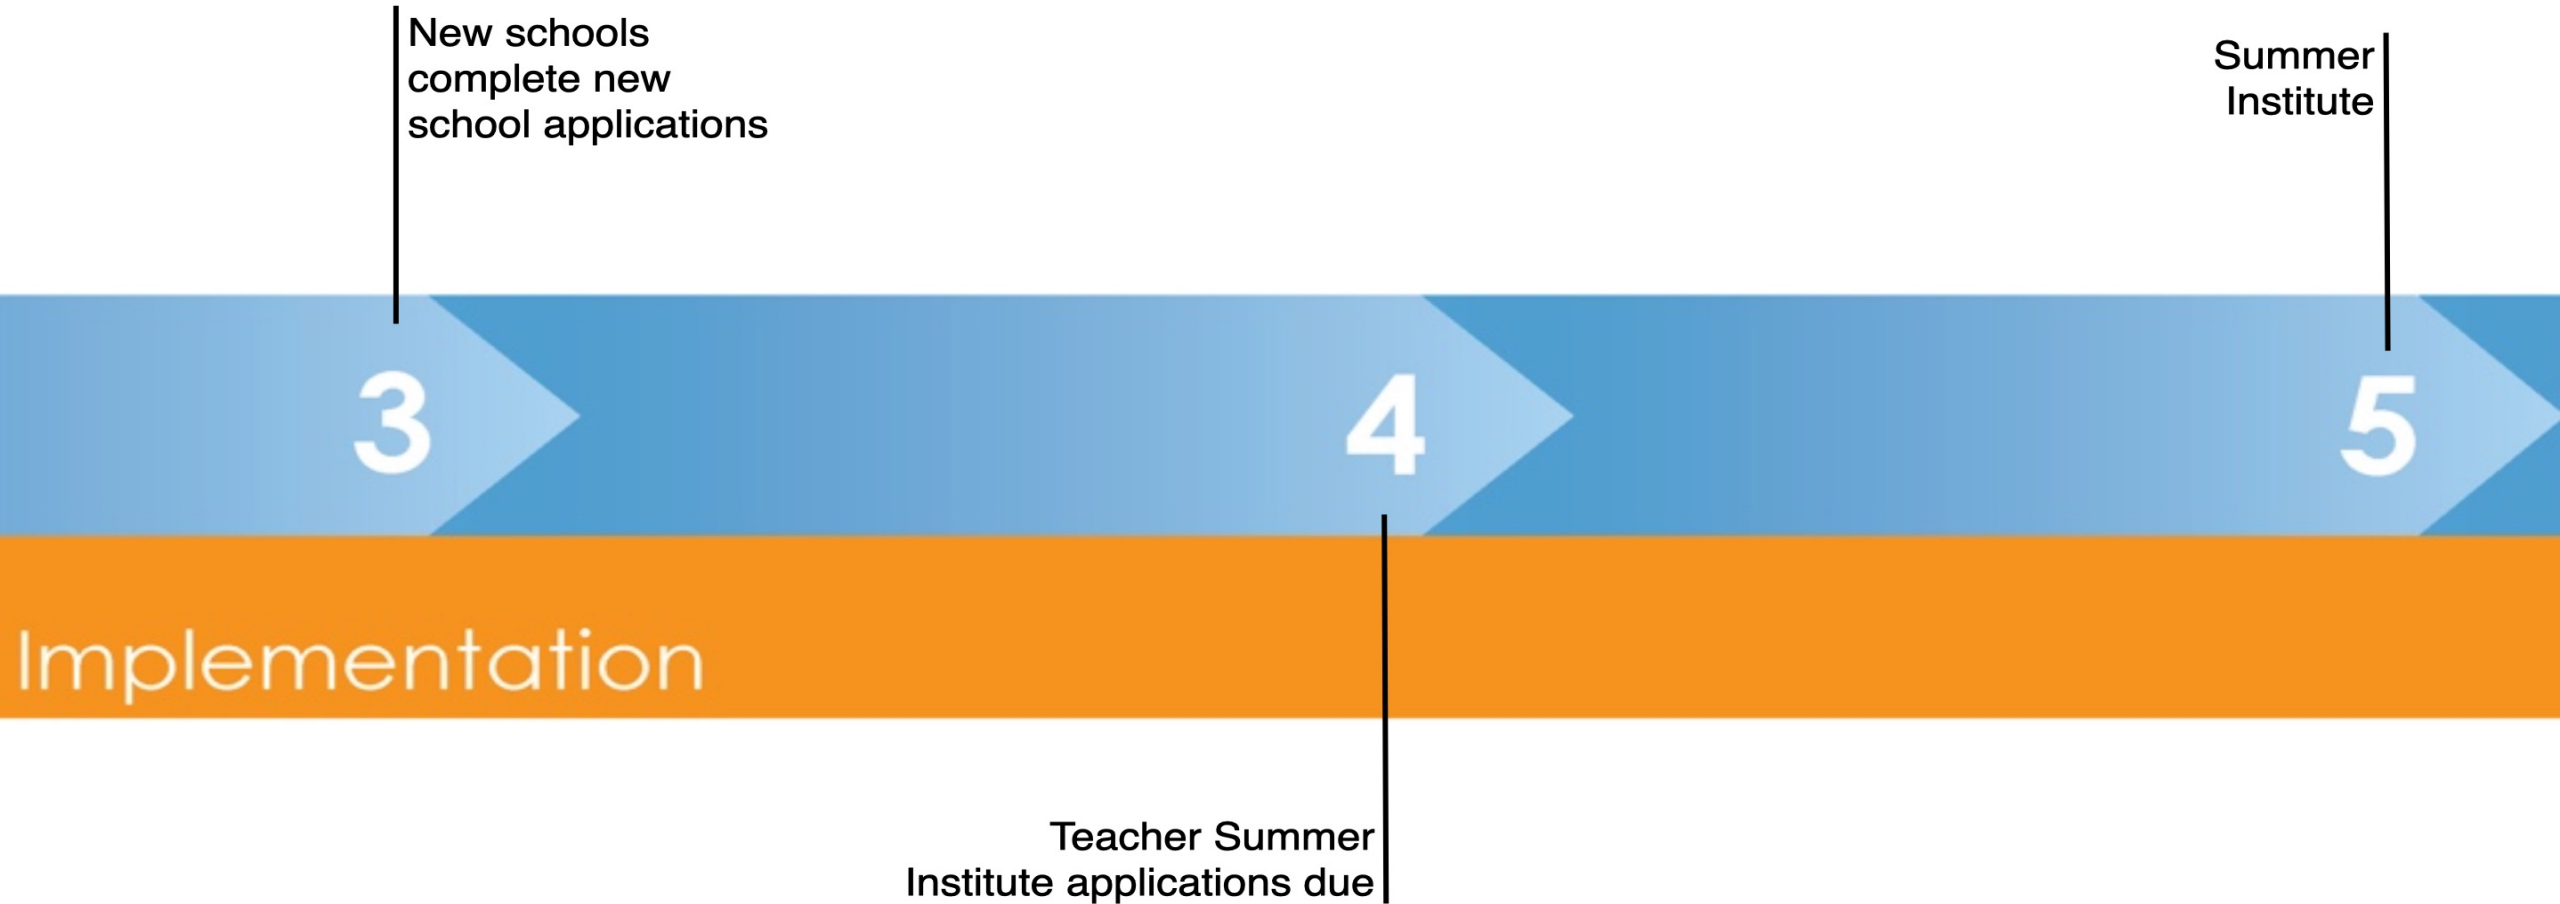 New schools
complete new
school applications
Summer
Institute
3
4
5
Implementation
Teacher Summer
Institute applications due